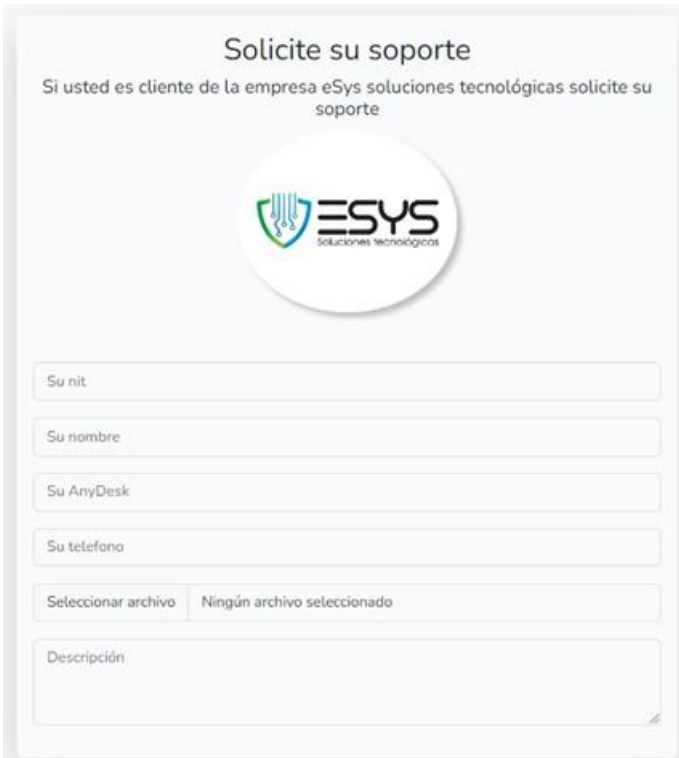 Solicite su soporte
Si usted es cliente de la empresa eSys soluciones tecnológicas solicite su
soporte
ESYS
Soluciones tecnológicas
Su nit
Su nombre
Su AnyDesk
Su telefono
Seleccionar archivo Ningún archivo seleccionado
Descripción